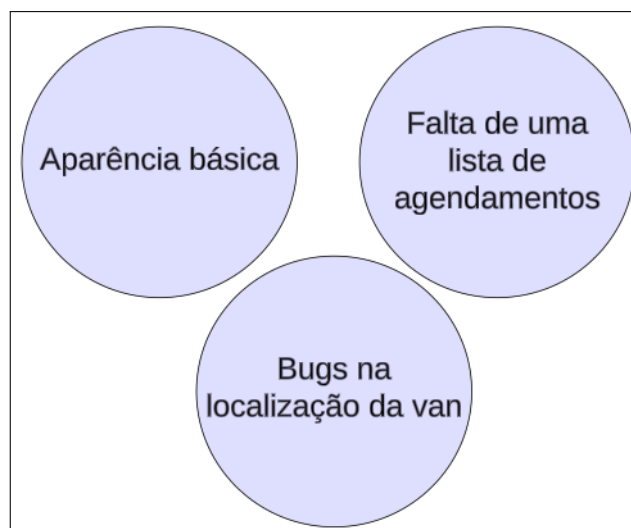 Aparência básica
Falta de uma
lista de
agendamentos
Bugs na
localização da van